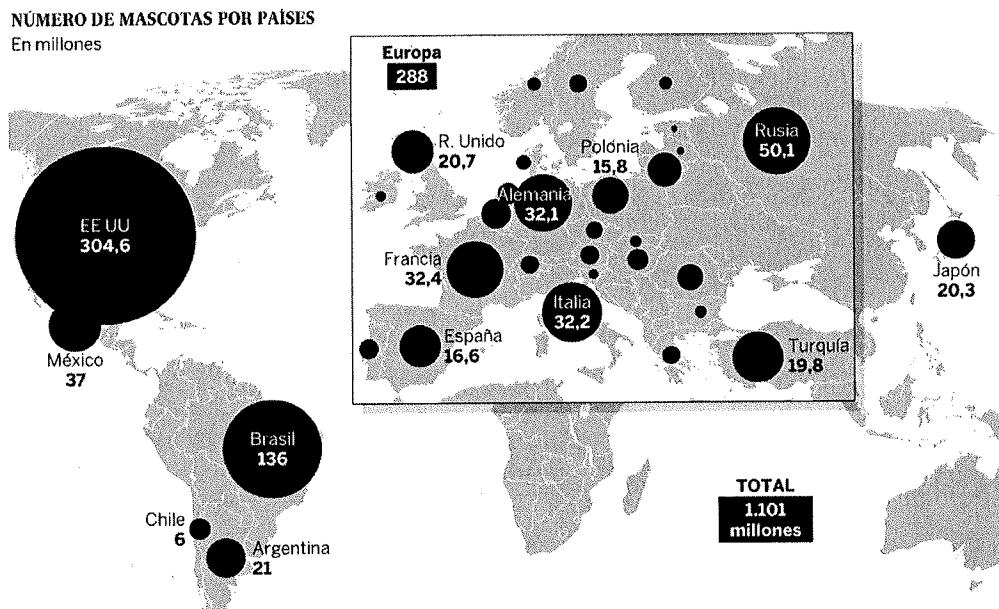 NÚMERO DE MASCOTAS POR PAÍSES
En millones
Europa
288
R. Unido
20,7
Polonia
15,8
Rusia
50,1
Alemania
32,1
EE UU
304,6
Francia
32,4
Italia
32,2
Japón
20,3
España
16,6
Turquía
19,8
México
37
Brasil
136
Chile
6
Argentina
21
TOTAL
1.101
millones